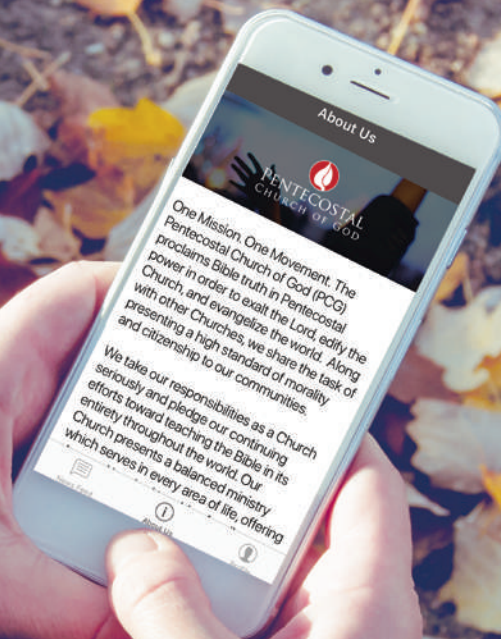 About Us
PENTECOSTAL
CHURCH OF GOD
One Mission. One Movement. The
Pentecostal Church of God (PCG)
proclaims Bible truth in Pentecostal
power in order to exalt the Lord, edify the
Church, and evangelize the world. Along
with other Churches, we share the task of
presenting a high standard of morality
and citizenship to our communities.
We take our responsibilities as a Church
seriously and pledge our continuing
efforts toward teaching the Bible in its
entirety throughout the world. Our
Church presents a balanced ministry
which serves in every area of life, offering
News Feed
About Us